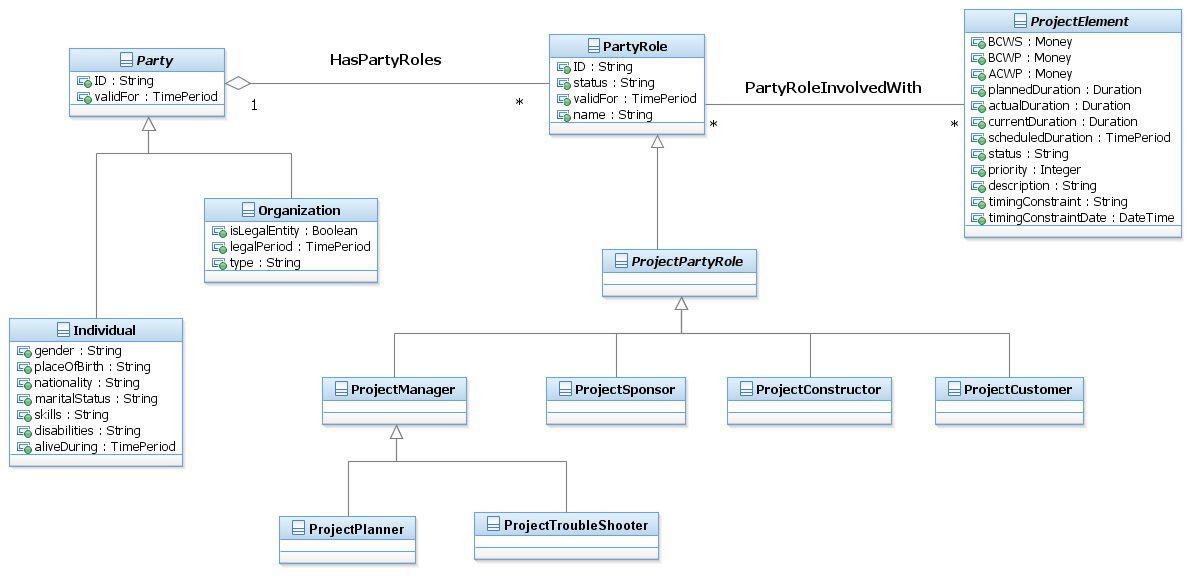 Party
ID : String
validFor : TimePeriod
HasPartyRoles
1
*
PartyRole
ID : String
status : String
validFor : TimePeriod
name : String
PartyRoleInvolvedWith
*
*
ProjectElement
BCWS : Money
BCWP : Money
ACWP : Money
plannedDuration : Duration
actualDuration : Duration
currentDuration : Duration
scheduledDuration : TimePeriod
status : String
priority : Integer
description : String
timingConstraint : String
timingConstraintDate : DateTime
Organization
isLegalEntity : Boolean
legalPeriod : TimePeriod
type : String
ProjectPartyRole
Individual
gender : String
placeOfBirth : String
nationality : String
maritalStatus : String
skills : String
disabilities : String
aliveDuring : TimePeriod
ProjectManager
ProjectSponsor
ProjectConstructor
ProjectCustomer
ProjectPlanner
ProjectTroubleShooter